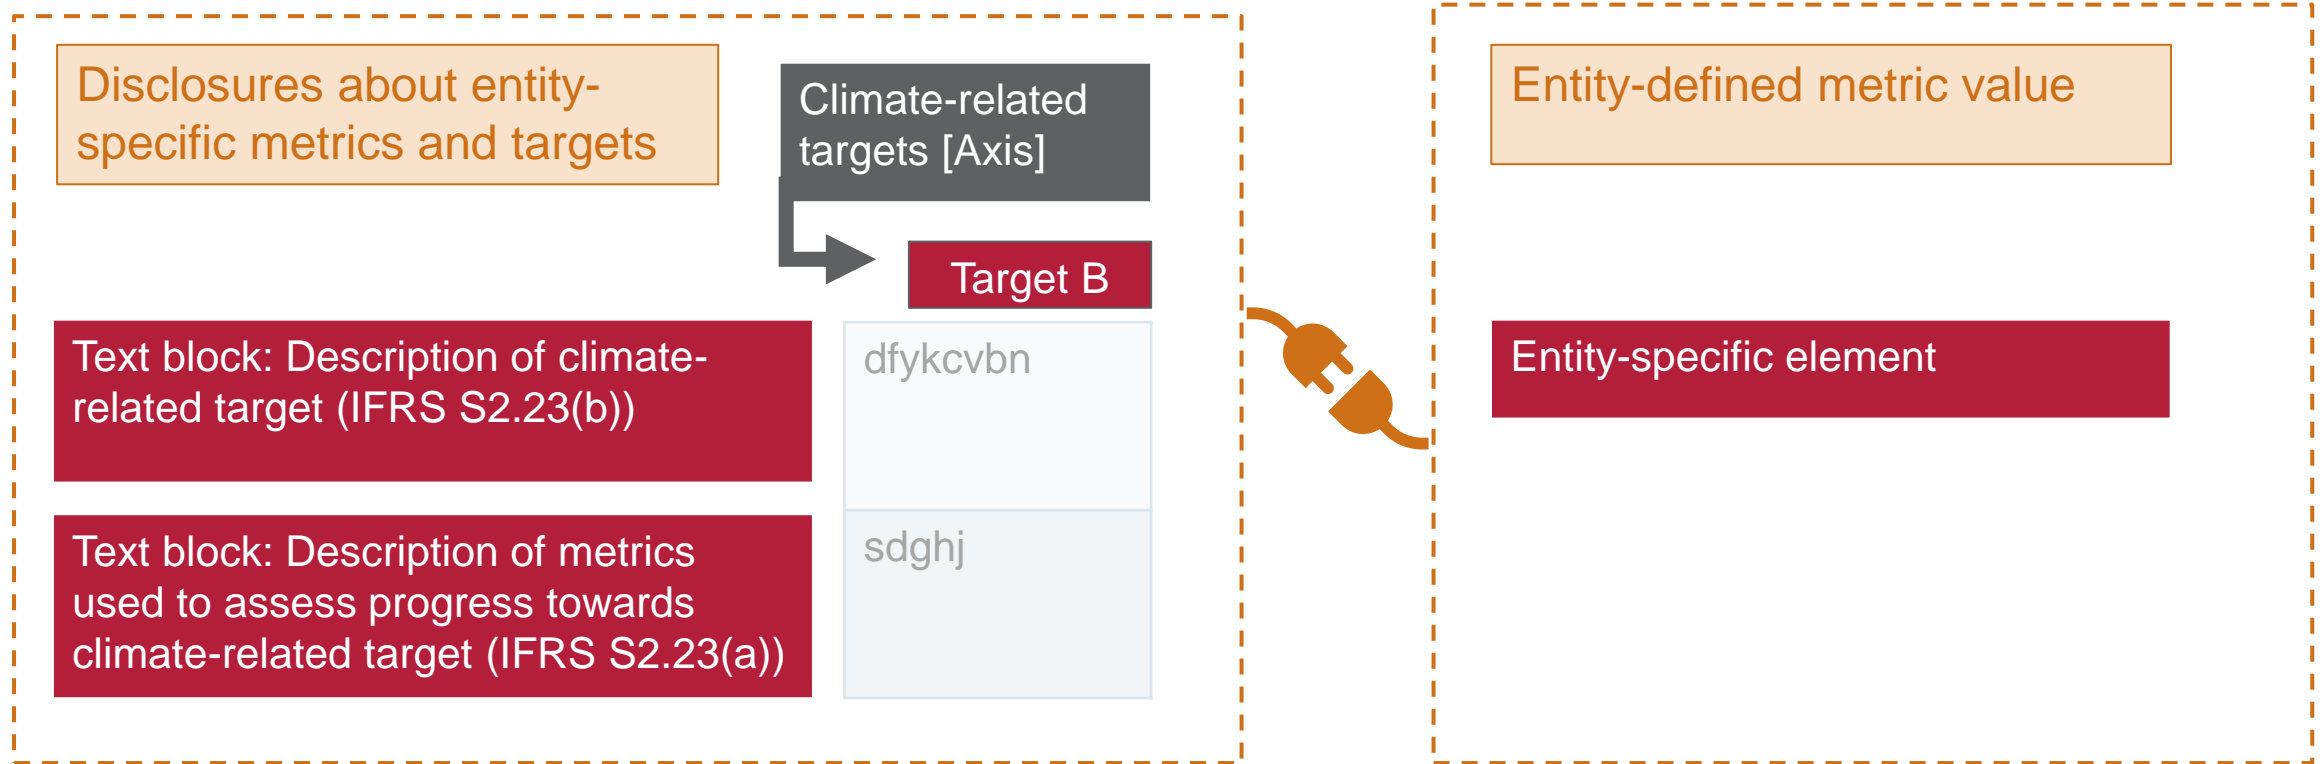 Disclosures about entity-
specific metrics and targets
Climate-related
targets [Axis]
Target B
Text block: Description of climate-
related target (IFRS S2.23(b))
dfykcvbn
Text block: Description of metrics
used to assess progress towards
climate-related target (IFRS S2.23(a))
sdghj
Entity-defined metric value
Entity-specific element